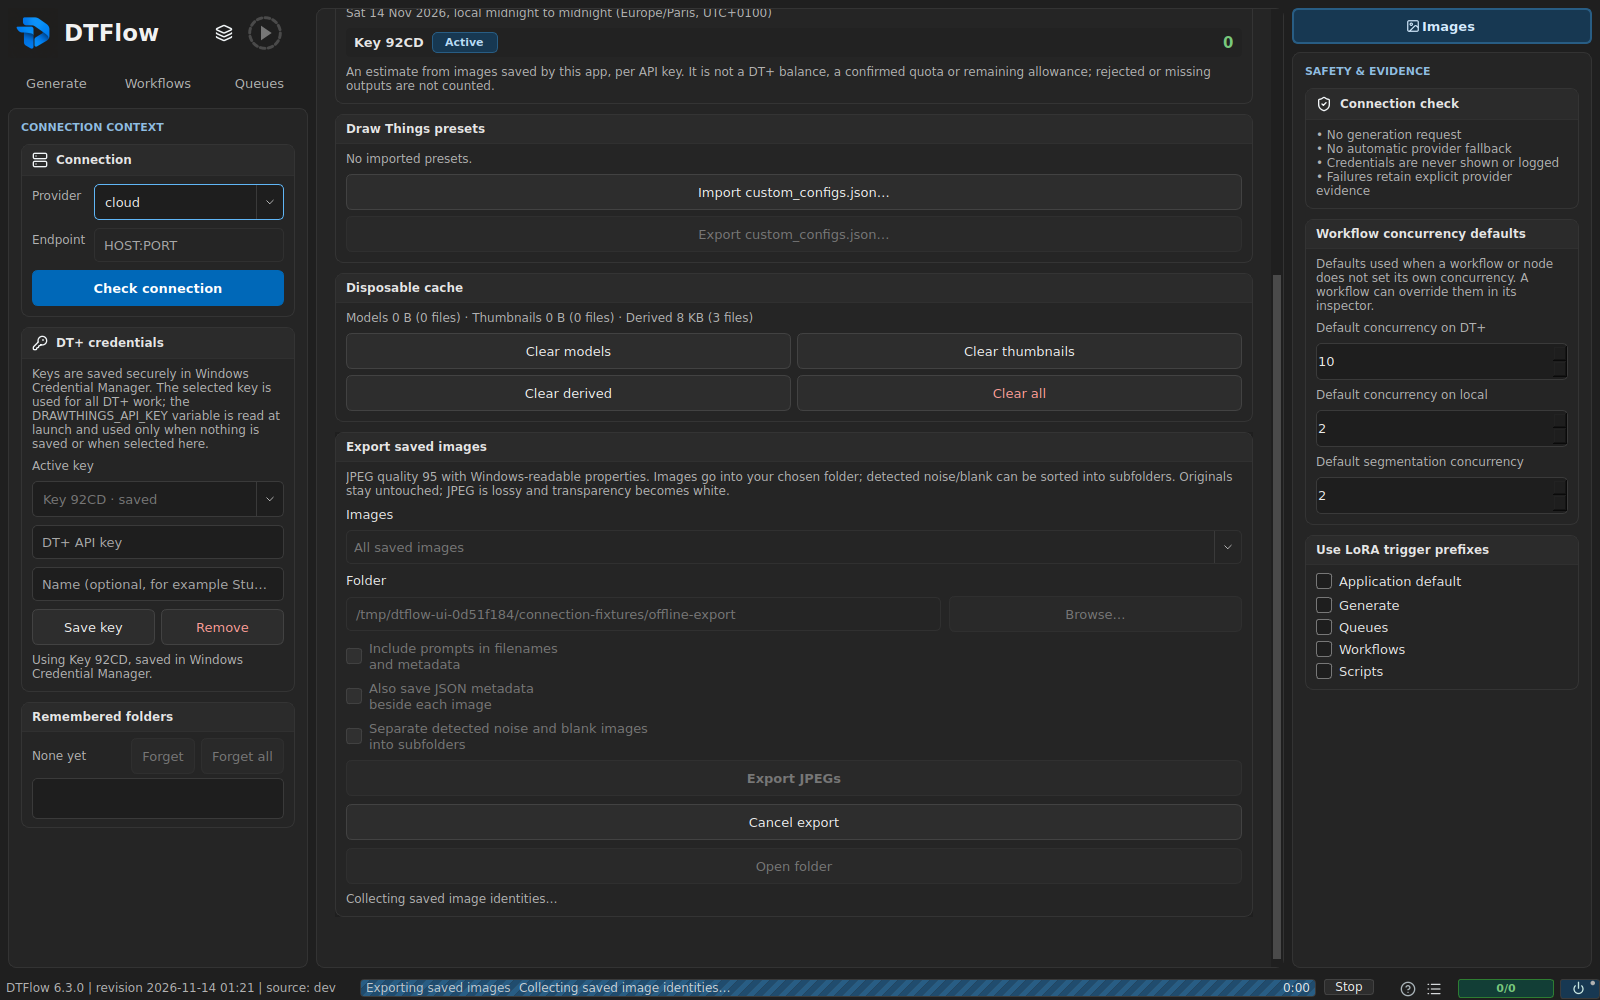 DTFlow
Generate
Workflows
Queues
CONNECTION CONTEXT
Connection
Provider
cloud
Endpoint
HOST:PORT
Check connection
DT+ credentials
Keys are saved securely in Windows
Credential Manager. The selected key is
used for all DT+ work; the
DRAWTHINGS_API_KEY variable is read at
launch and used only when nothing is
saved or when selected here.
Active key
Key 92CD · saved
DT+ API key
Name (optional, for example Stu...
Save key
Remove
Using Key 92CD, saved in Windows
Credential Manager.
Remembered folders
None yet
Forget
Forget all
Sat 14 Nov 2026, local midnight to midnight (Europe/Paris, UTC+0100)
Key 92CD
Active
0
An estimate from images saved by this app, per API key. It is not a DT+ balance, a confirmed quota or remaining allowance; rejected or missing
outputs are not counted.
Draw Things presets
No imported presets.
Import custom_configs.json...
Export custom_configs.json...
Disposable cache
Models 0 B (0 files) · Thumbnails 0 B (0 files) · Derived 8 KB (3 files)
Clear models
Clear thumbnails
Clear derived
Clear all
Export saved images
JPEG quality 95 with Windows-readable properties. Images go into your chosen folder; detected noise/blank can be sorted into subfolders. Originals
stay untouched; JPEG is lossy and transparency becomes white.
Images
All saved images
Folder
/tmp/dtflow-ui-0d51f184/connection-fixtures/offline-export
Browse...
Include prompts in filenames
and metadata
Also save JSON metadata
beside each image
Separate detected noise and blank images
into subfolders
Export JPEGs
Cancel export
Open folder
Collecting saved image identities...
Images
SAFETY & EVIDENCE
Connection check
• No generation request
• No automatic provider fallback
• Credentials are never shown or logged
• Failures retain explicit provider
evidence
Workflow concurrency defaults
Defaults used when a workflow or node
does not set its own concurrency. A
workflow can override them in its
inspector.
Default concurrency on DT+
10
Default concurrency on local
2
Default segmentation concurrency
2
Use LoRA trigger prefixes
Application default
Generate
Queues
Workflows
Scripts
DTFlow 6.3.0 | revision 2026-11-14 01:21 | source: dev
Exporting saved images Collecting saved image identities...
0:00
Stop
0/0